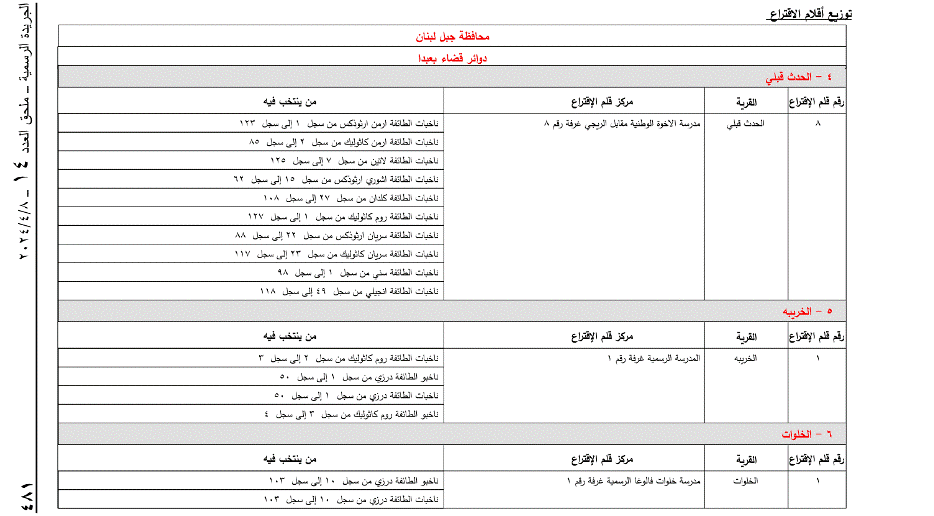 توزيع أقلام الاقتراع
محافظة جبل لبنان
دوائر قضاء بعبدا
٤ - الحدث قبلي
رقم قلم الإقتراع القرية مركز قلم الإقتراع من ينتخب فيه
٨ الحدث قبلي مدرسة الاخوة الوطنية مقابل الريجي غرفة رقم ٨ ناخبات الطائفة ارمن ارثوذكس من سجل ١ إلى سجل ١٢٣
ناخبات الطائفة ارمن كاثوليك من سجل ٢ إلى سجل ٨٥
ناخبات الطائفة لاتين من سجل ٧ إلى سجل ١٢٥
ناخبات الطائفة اشوري ارثوذكس من سجل ١٥ إلى سجل ٦٢
ناخبات الطائفة كلدان من سجل ٢٧ إلى سجل ١٠٨
ناخبات الطائفة روم كاثوليك من سجل ١ إلى سجل ١٢٧
ناخبات الطائفة سريان ارثوذكس من سجل ٢٢ إلى سجل ٨٨
ناخبات الطائفة سريان كاثوليك من سجل ٢٣ إلى سجل ١١٧
ناخبات الطائفة سني من سجل ١ إلى سجل ٩٨
ناخبات الطائفة انجيلي من سجل ٤٩ إلى سجل ١١٨
٥ - الخريبه
رقم قلم الإقتراع القرية مركز قلم الإقتراع من ينتخب فيه
١ الخريبه المدرسة الرسمية غرفة رقم ١ ناخبات الطائفة روم كاثوليك من سجل ٢ إلى سجل ٣
ناخبو الطائفة درزي من سجل ١ إلى سجل ٥٠
ناخبات الطائفة درزي من سجل ١ إلى سجل ٥٠
ناخبو الطائفة روم كاثوليك من سجل ٣ إلى سجل ٤
٦ - الخلوات
رقم قلم الإقتراع القرية مركز قلم الإقتراع من ينتخب فيه
١ الخلوات مدرسة خلوات فالوغا الرسمية غرفة رقم ١ ناخبو الطائفة درزي من سجل ١٠ إلى سجل ١٠٣
ناخبات الطائفة درزي من سجل ١٠ إلى سجل ١٠٣
الجريدة الرسمية – ملحق العدد ١٤ – ٢٠٢٤/٤/٨
٤٨١